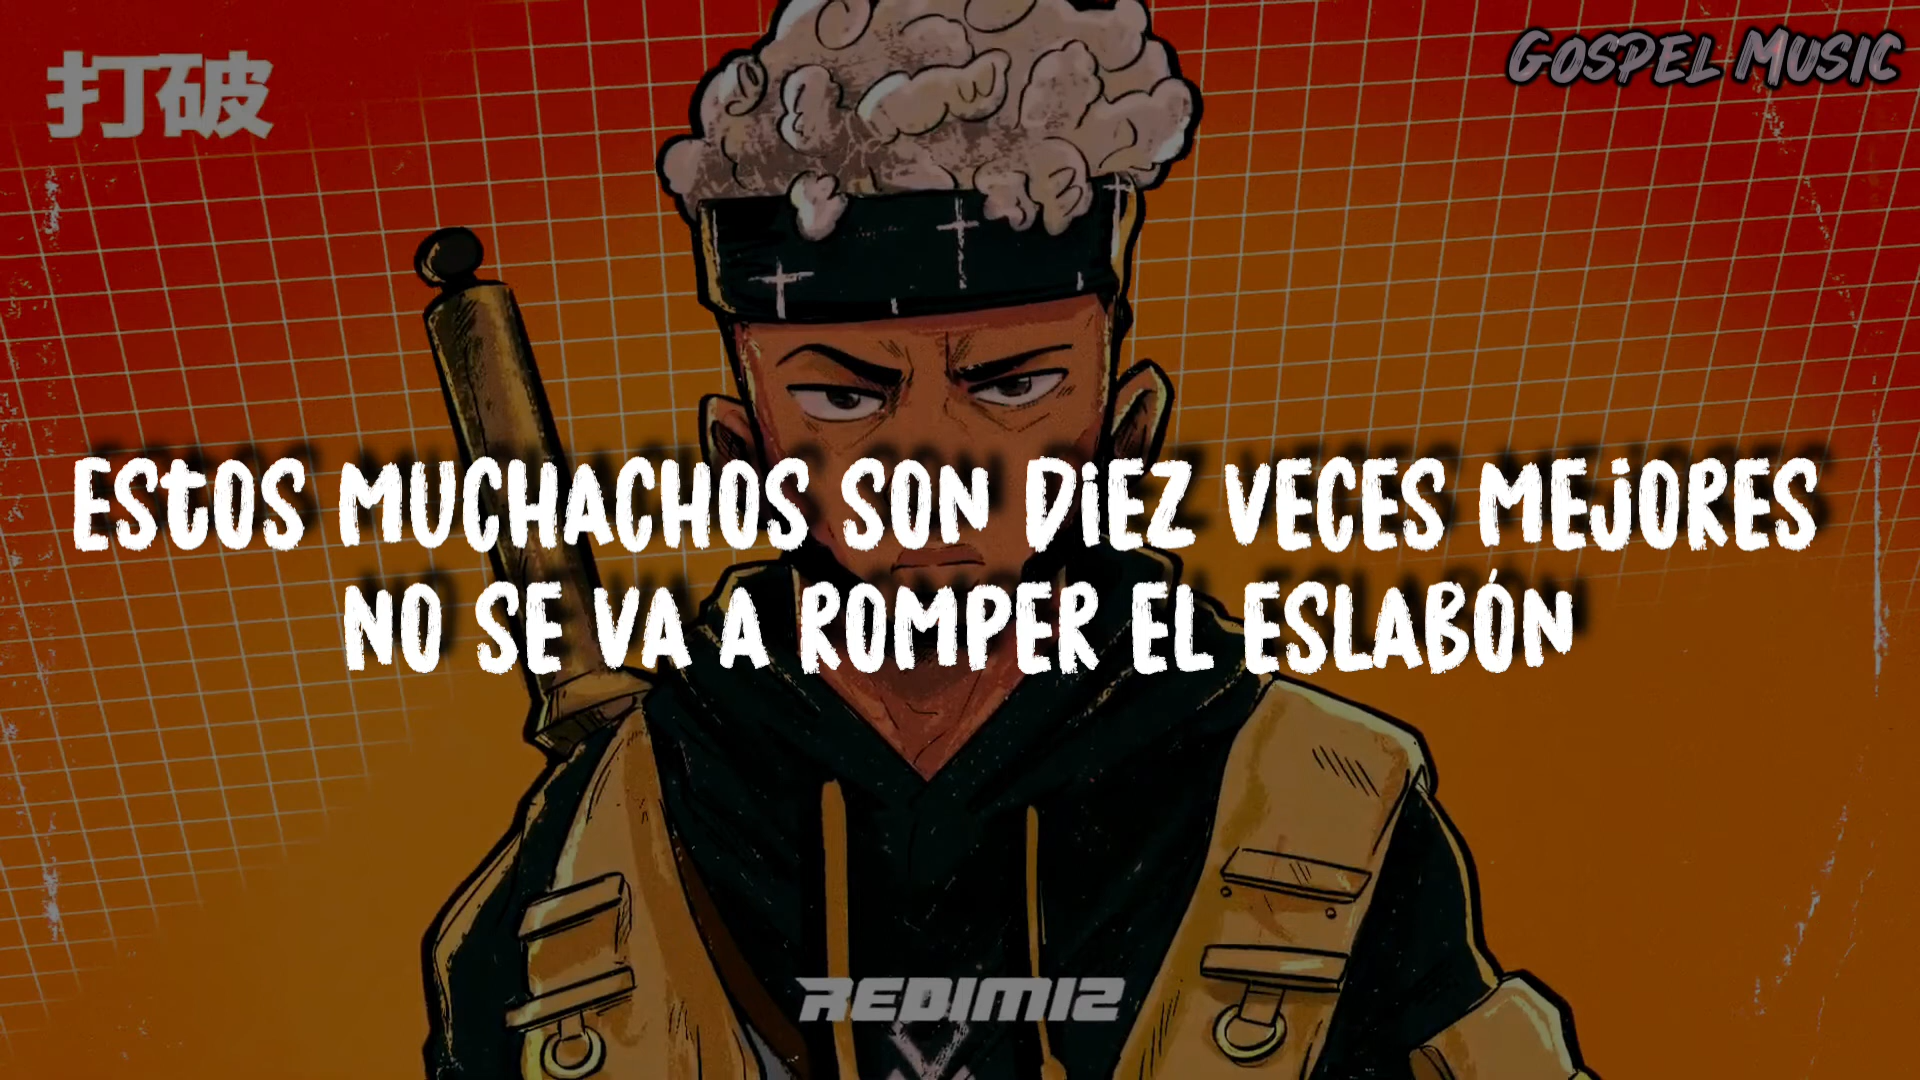 打破
GOSPEL MUSIC
ESTOS MUCHACHOS SON DIEZ VECES MEJORES
NO SE VA A ROMPER EL ESLABÓN
REDIMI2